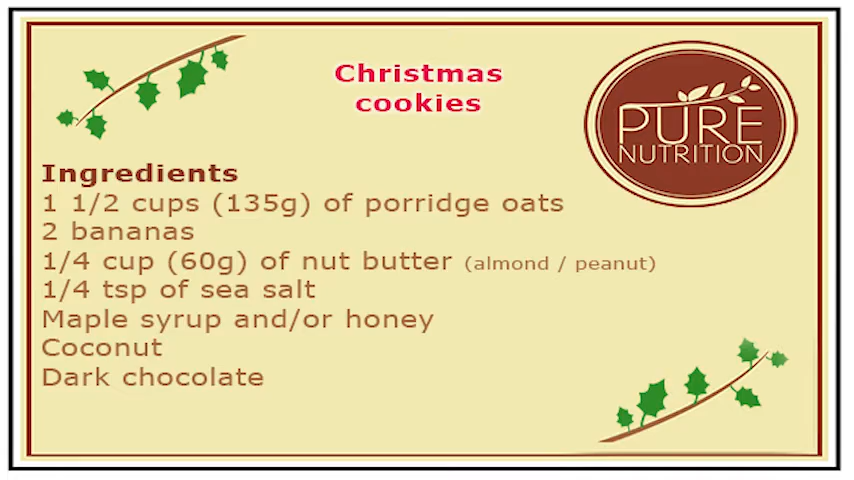 Christmas
cookies
PURE
NUTRITION
Ingredients
1 1/2 cups (135g) of porridge oats
2 bananas
1/4 cup (60g) of nut butter (almond / peanut)
1/4 tsp of sea salt
Maple syrup and/or honey
Coconut
Dark chocolate